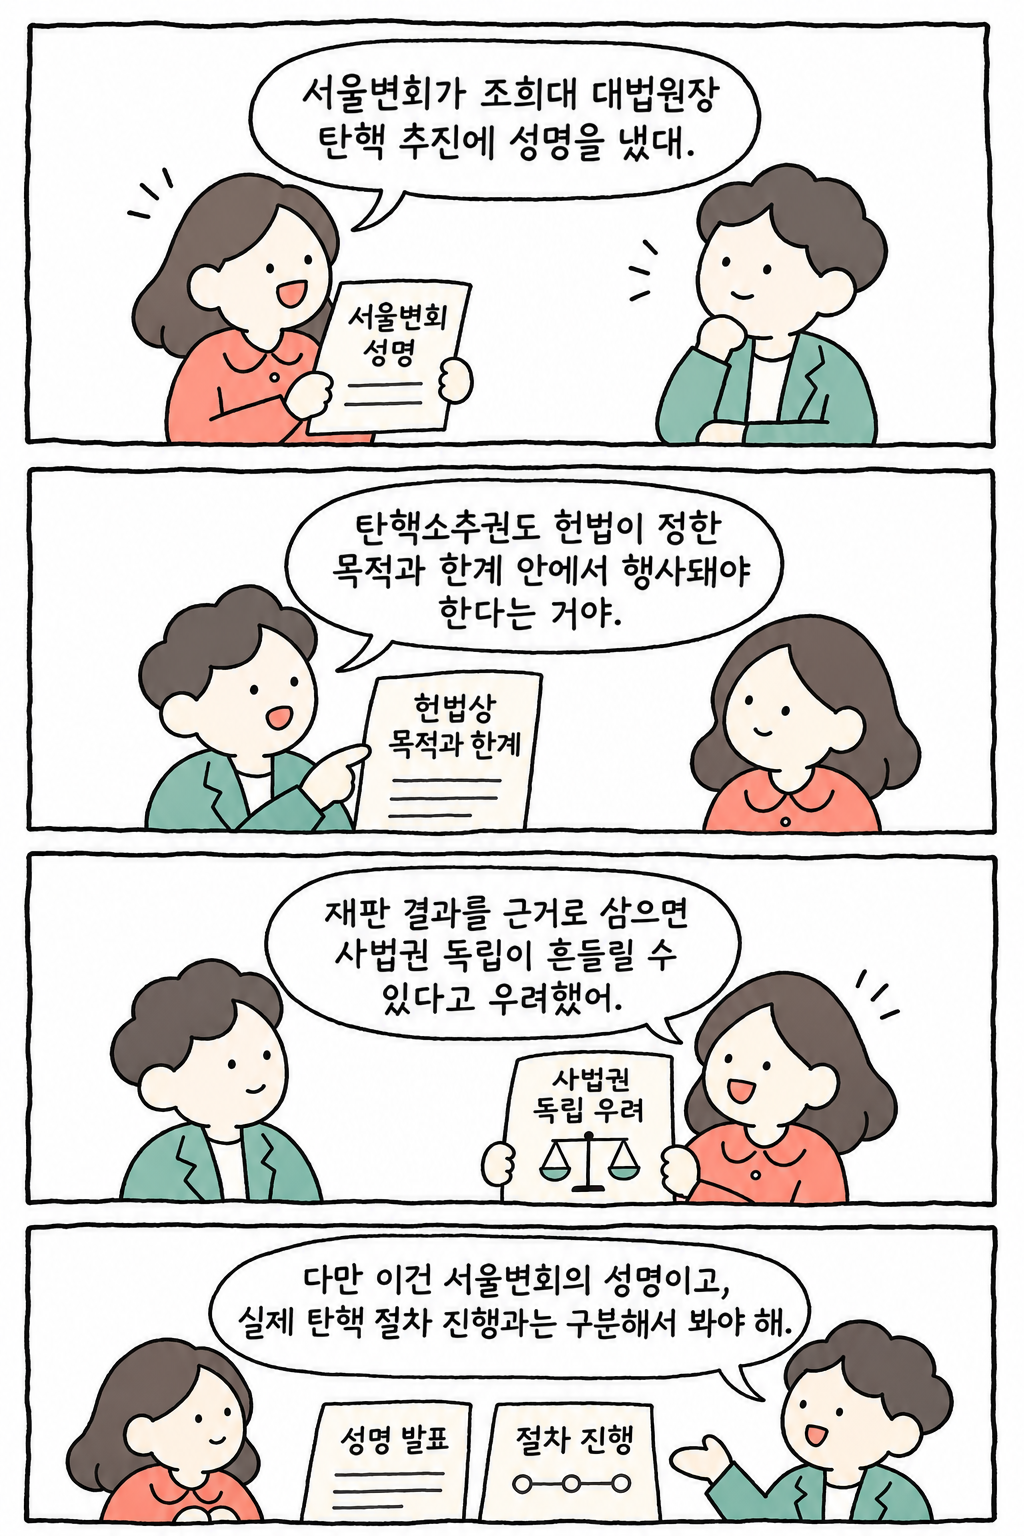 서울변회가 조희대 대법원장
탄핵 추진에 성명을 냈대.
서울변회
성명
탄핵소추권도 헌법이 정한
목적과 한계 안에서 행사돼야
한다는 거야.
헌법상
목적과 한계
재판 결과를 근거로 삼으면
사법권 독립이 흔들릴 수
있다고 우려했어.
사법권
독립 우려
다만 이건 서울변회의 성명이고,
실제 탄핵 절차 진행과는 구분해서 봐야 해.
성명 발표
절차 진행